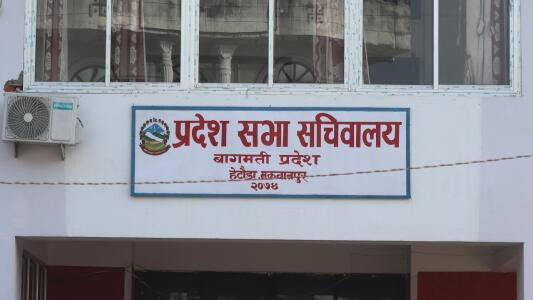 प्रदेश सभा सचिवालय
बागमती प्रदेश
हेटौडा, मकवानपुर
२०७४